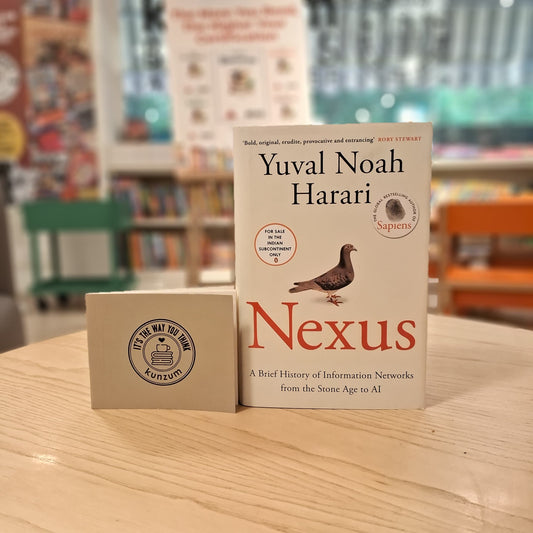 'Bold, original, erudite, provocative and entrancing' RORY STEWART
Yuval Noah
Harari
THE GLOBAL BESTSELLING AUTHOR OF
Sapiens
FOR SALE
IN THE
INDIAN
SUBCONTINENT
ONLY
Nexus
A Brief History of Information Networks
from the Stone Age to AI
IT'S THE WAY YOU THINK
kunzum